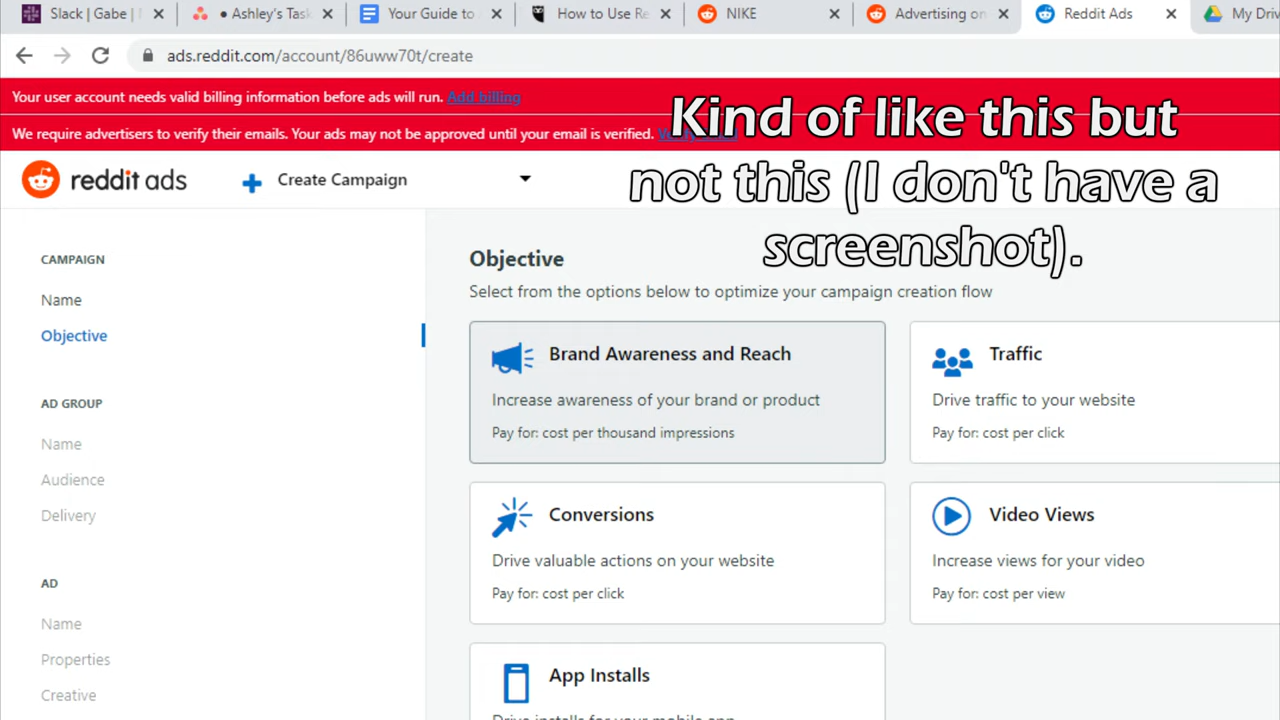 Slack | Gabe |
• Ashley's Task
Your Guide to
How to Use Re
NIKE
Advertising on
Reddit Ads
My Driv
ads.reddit.com/account/86uww70t/create
Your user account needs valid billing information before ads will run. Add billing
We require advertisers to verify their emails. Your ads may not be approved until your email is verified.
Kind of like this but
not this (I don't have a
screenshot).
reddit ads
Create Campaign
CAMPAIGN
Name
Objective
AD GROUP
Name
Audience
Delivery
AD
Name
Properties
Creative
Objective
Select from the options below to optimize your campaign creation flow
Brand Awareness and Reach
Increase awareness of your brand or product
Pay for: cost per thousand impressions
Traffic
Drive traffic to your website
Pay for: cost per click
Conversions
Drive valuable actions on your website
Pay for: cost per click
Video Views
Increase views for your video
Pay for: cost per view
App Installs
Drive installs for your mobile app